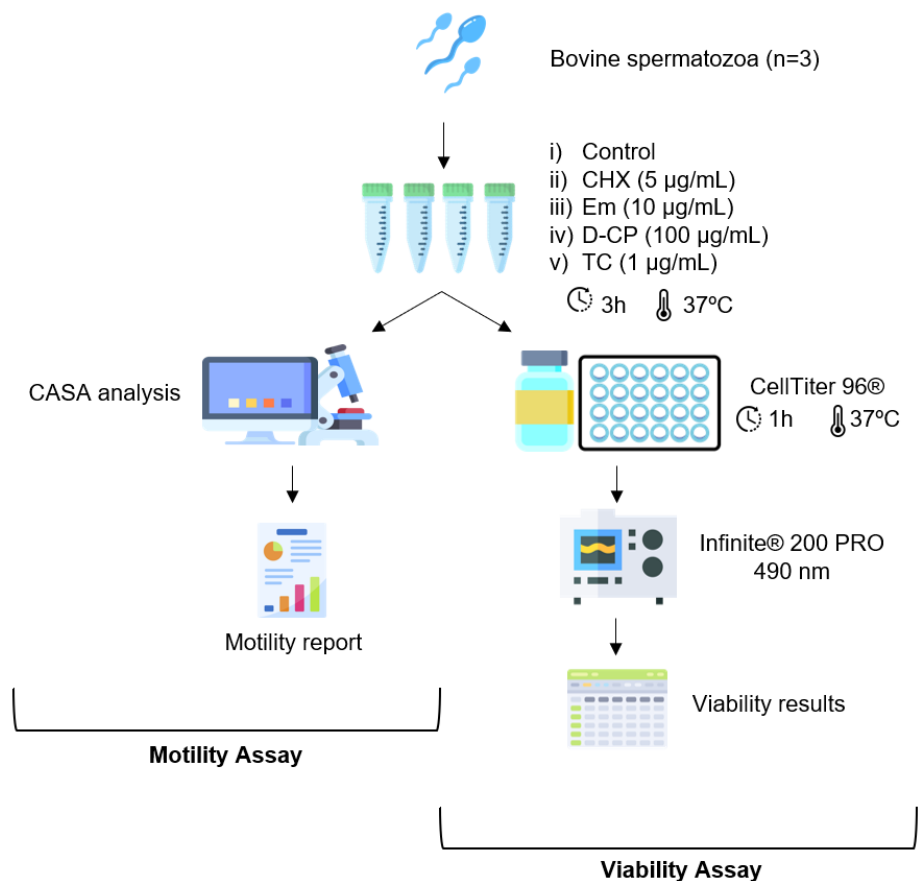 Bovine spermatozoa (n=3)
i) Control
ii) CHX (5 µg/mL)
iii) Em (10 µg/mL)
iv) D-CP (100 µg/mL)
v) TC (1 µg/mL)
3h 37ºC
CASA analysis
CellTiter 96®
1h 37ºC
Infinite® 200 PRO
490 nm
Motility report
Viability results
Motility Assay
Viability Assay